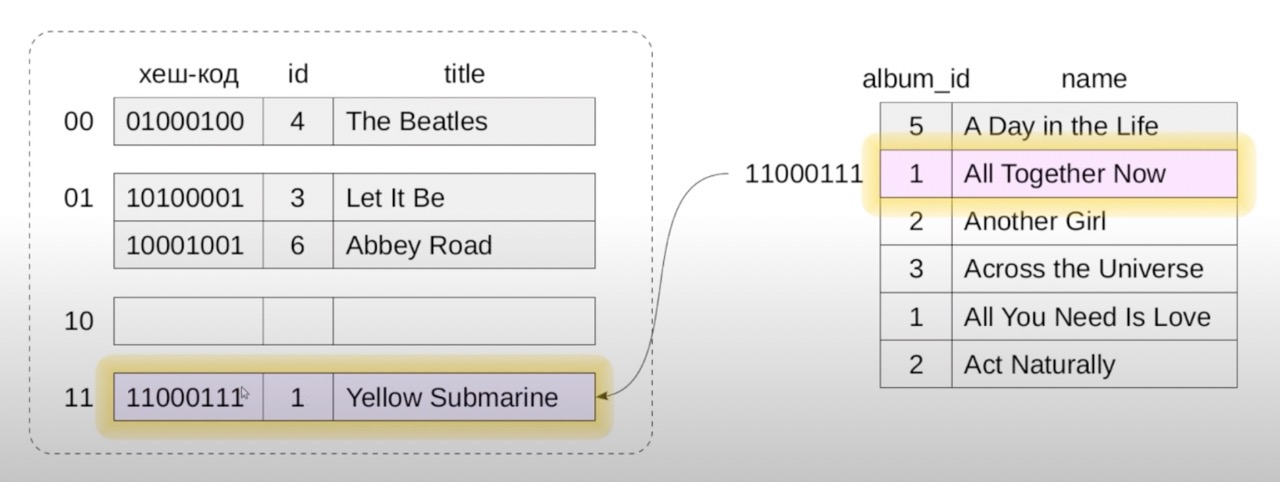 хеш-код id title
00 01000100 4 The Beatles
01 10100001 3 Let It Be
10001001 6 Abbey Road
10
11 11000111 1 Yellow Submarine
album_id name
5 A Day in the Life
11000111 1 All Together Now
2 Another Girl
3 Across the Universe
1 All You Need Is Love
2 Act Naturally